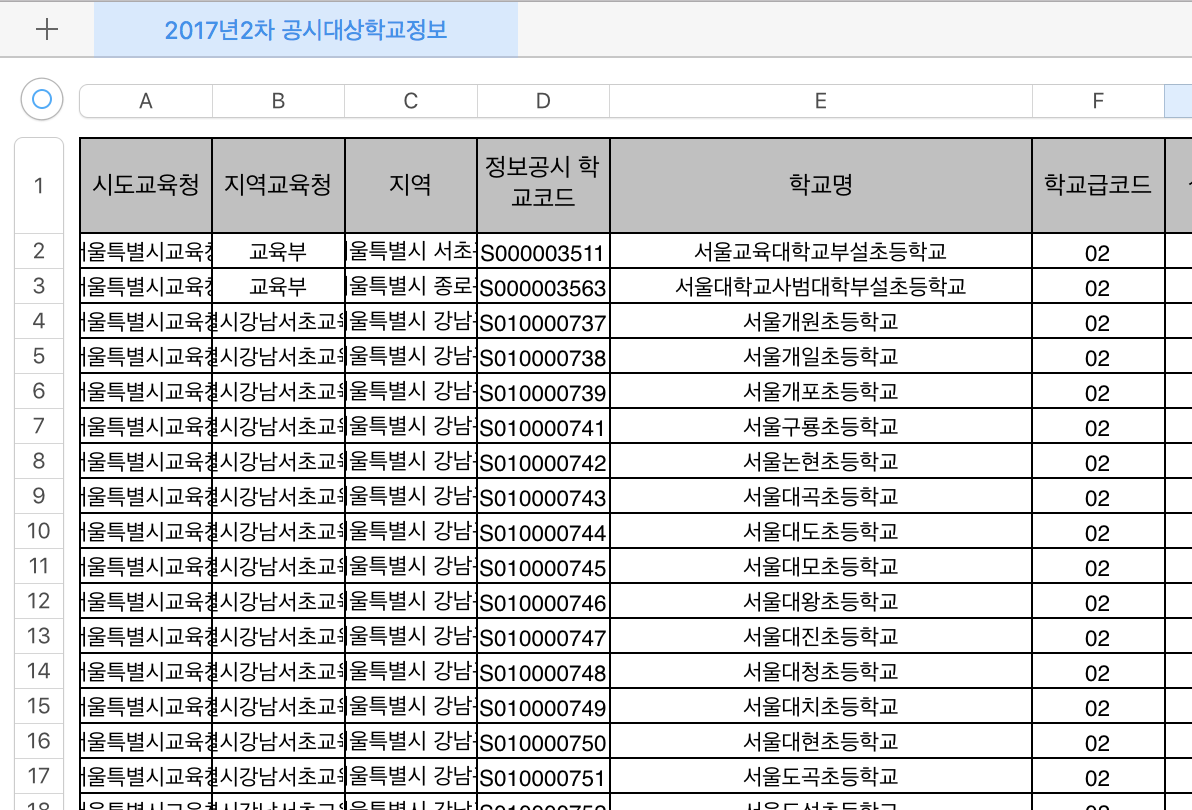 2017년2차 공시대상학교정보
A B C D E F
1 시도교육청 지역교육청 지역 정보공시 학교코드 학교명 학교급코드
2 울특별시교육청 교육부 울특별시 서초 S000003511 서울교육대학교부설초등학교 02
3 울특별시교육청 교육부 울특별시 종로 S000003563 서울대학교사범대학부설초등학교 02
4 울특별시교육청 시강남서초교육 울특별시 강남 S010000737 서울개원초등학교 02
5 울특별시교육청 시강남서초교육 울특별시 강남 S010000738 서울개일초등학교 02
6 울특별시교육청 시강남서초교육 울특별시 강남 S010000739 서울개포초등학교 02
7 울특별시교육청 시강남서초교육 울특별시 강남 S010000741 서울구룡초등학교 02
8 울특별시교육청 시강남서초교육 울특별시 강남 S010000742 서울논현초등학교 02
9 울특별시교육청 시강남서초교육 울특별시 강남 S010000743 서울대곡초등학교 02
10 울특별시교육청 시강남서초교육 울특별시 강남 S010000744 서울대도초등학교 02
11 울특별시교육청 시강남서초교육 울특별시 강남 S010000745 서울대모초등학교 02
12 울특별시교육청 시강남서초교육 울특별시 강남 S010000746 서울대왕초등학교 02
13 울특별시교육청 시강남서초교육 울특별시 강남 S010000747 서울대진초등학교 02
14 울특별시교육청 시강남서초교육 울특별시 강남 S010000748 서울대청초등학교 02
15 울특별시교육청 시강남서초교육 울특별시 강남 S010000749 서울대치초등학교 02
16 울특별시교육청 시강남서초교육 울특별시 강남 S010000750 서울대현초등학교 02
17 울특별시교육청 시강남서초교육 울특별시 강남 S010000751 서울도곡초등학교 02